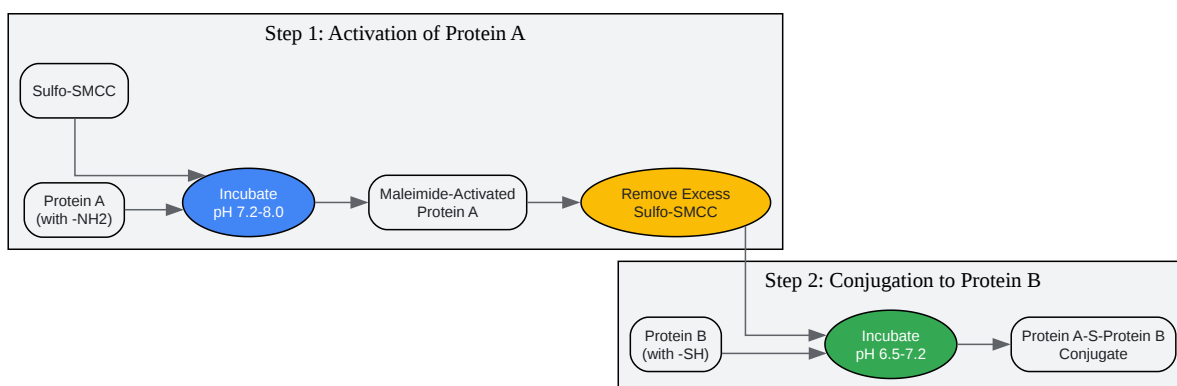 Step 1: Activation of Protein A
Sulfo-SMCC
Protein A
(with -NH2)
Incubate
pH 7.2-8.0
Maleimide-Activated
Protein A
Remove Excess
Sulfo-SMCC
Step 2: Conjugation to Protein B
Protein B
(with -SH)
Incubate
pH 6.5-7.2
Protein A-S-Protein B
Conjugate